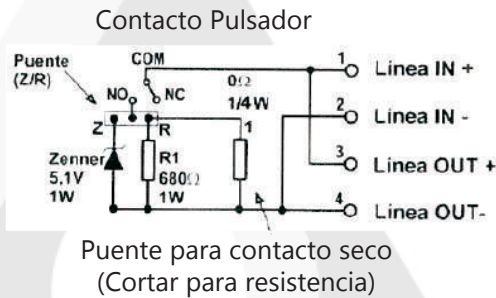 Contacto Pulsador
Puente
(Z/R)
COM
NO
NC
0Ω
1/4W
Z
R
1
Zenner
5,1V
1W
R1
680Ω
1W
1 Linea IN +
2 Linea IN -
3 Linea OUT +
4 Linea OUT-
Puente para contacto seco
(Cortar para resistencia)